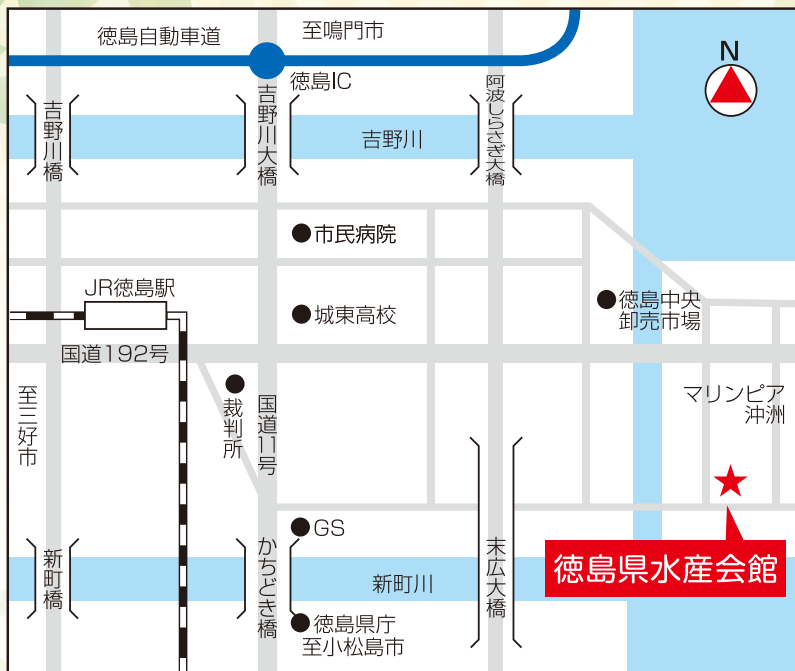 徳島自動車道
至鳴門市
N
徳島IC
吉野川橋
吉野川大橋
吉野川
阿波しらさぎ大橋
市民病院
JR徳島駅
城東高校
徳島中央
卸売市場
国道192号
マリンピア
沖洲
至三好市
裁判所
国道11号
GS
新町橋
かちどき橋
新町川
末広大橋
徳島県水産会館
徳島県庁
至小松島市